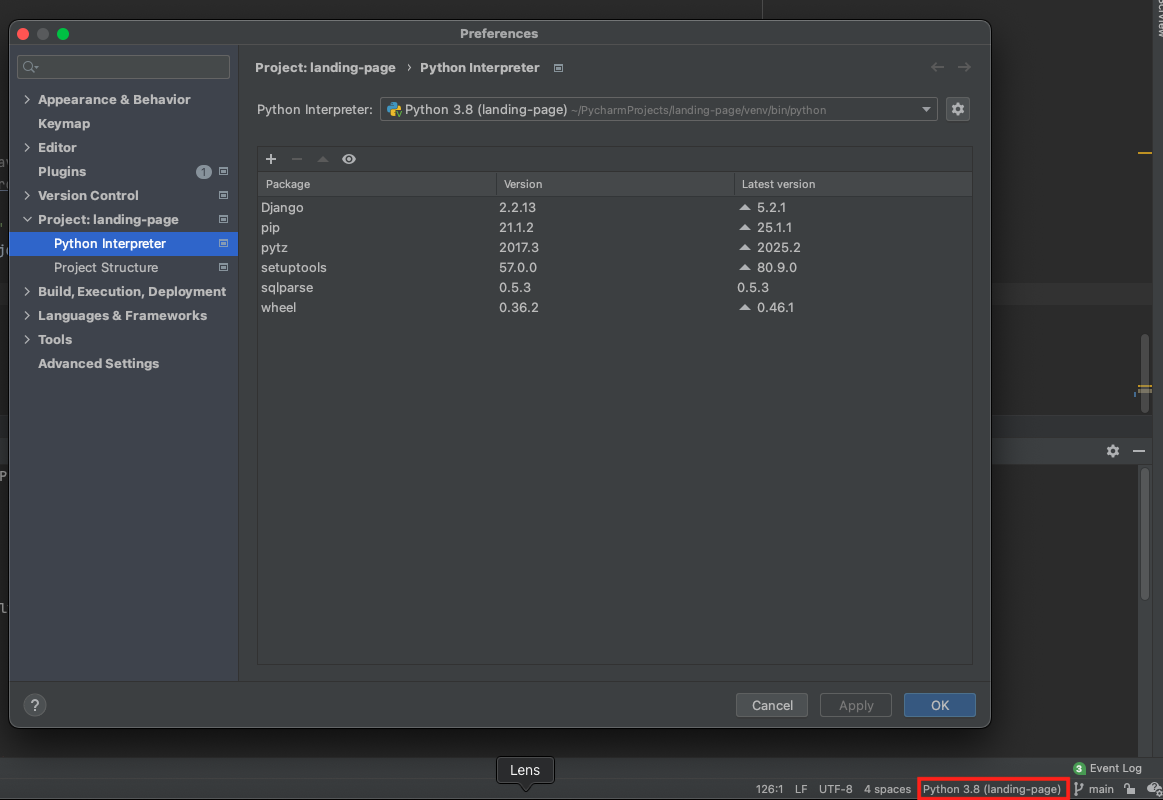 Preferences
Project: landing-page › Python Interpreter
Python Interpreter: Python 3.8 (landing-page) ~/PycharmProjects/landing-page/venv/bin/python
Appearance & Behavior
Keymap
Editor
Plugins 1
Version Control
Project: landing-page
Python Interpreter
Project Structure
Build, Execution, Deployment
Languages & Frameworks
Tools
Advanced Settings
Package Version Latest version
Django 2.2.13 5.2.1
pip 21.1.2 25.1.1
pytz 2017.3 2025.2
setuptools 57.0.0 80.9.0
sqlparse 0.5.3 0.5.3
wheel 0.36.2 0.46.1
? Cancel Apply OK
Lens
3 Event Log
126:1 LF UTF-8 4 spaces Python 3.8 (landing-page) main